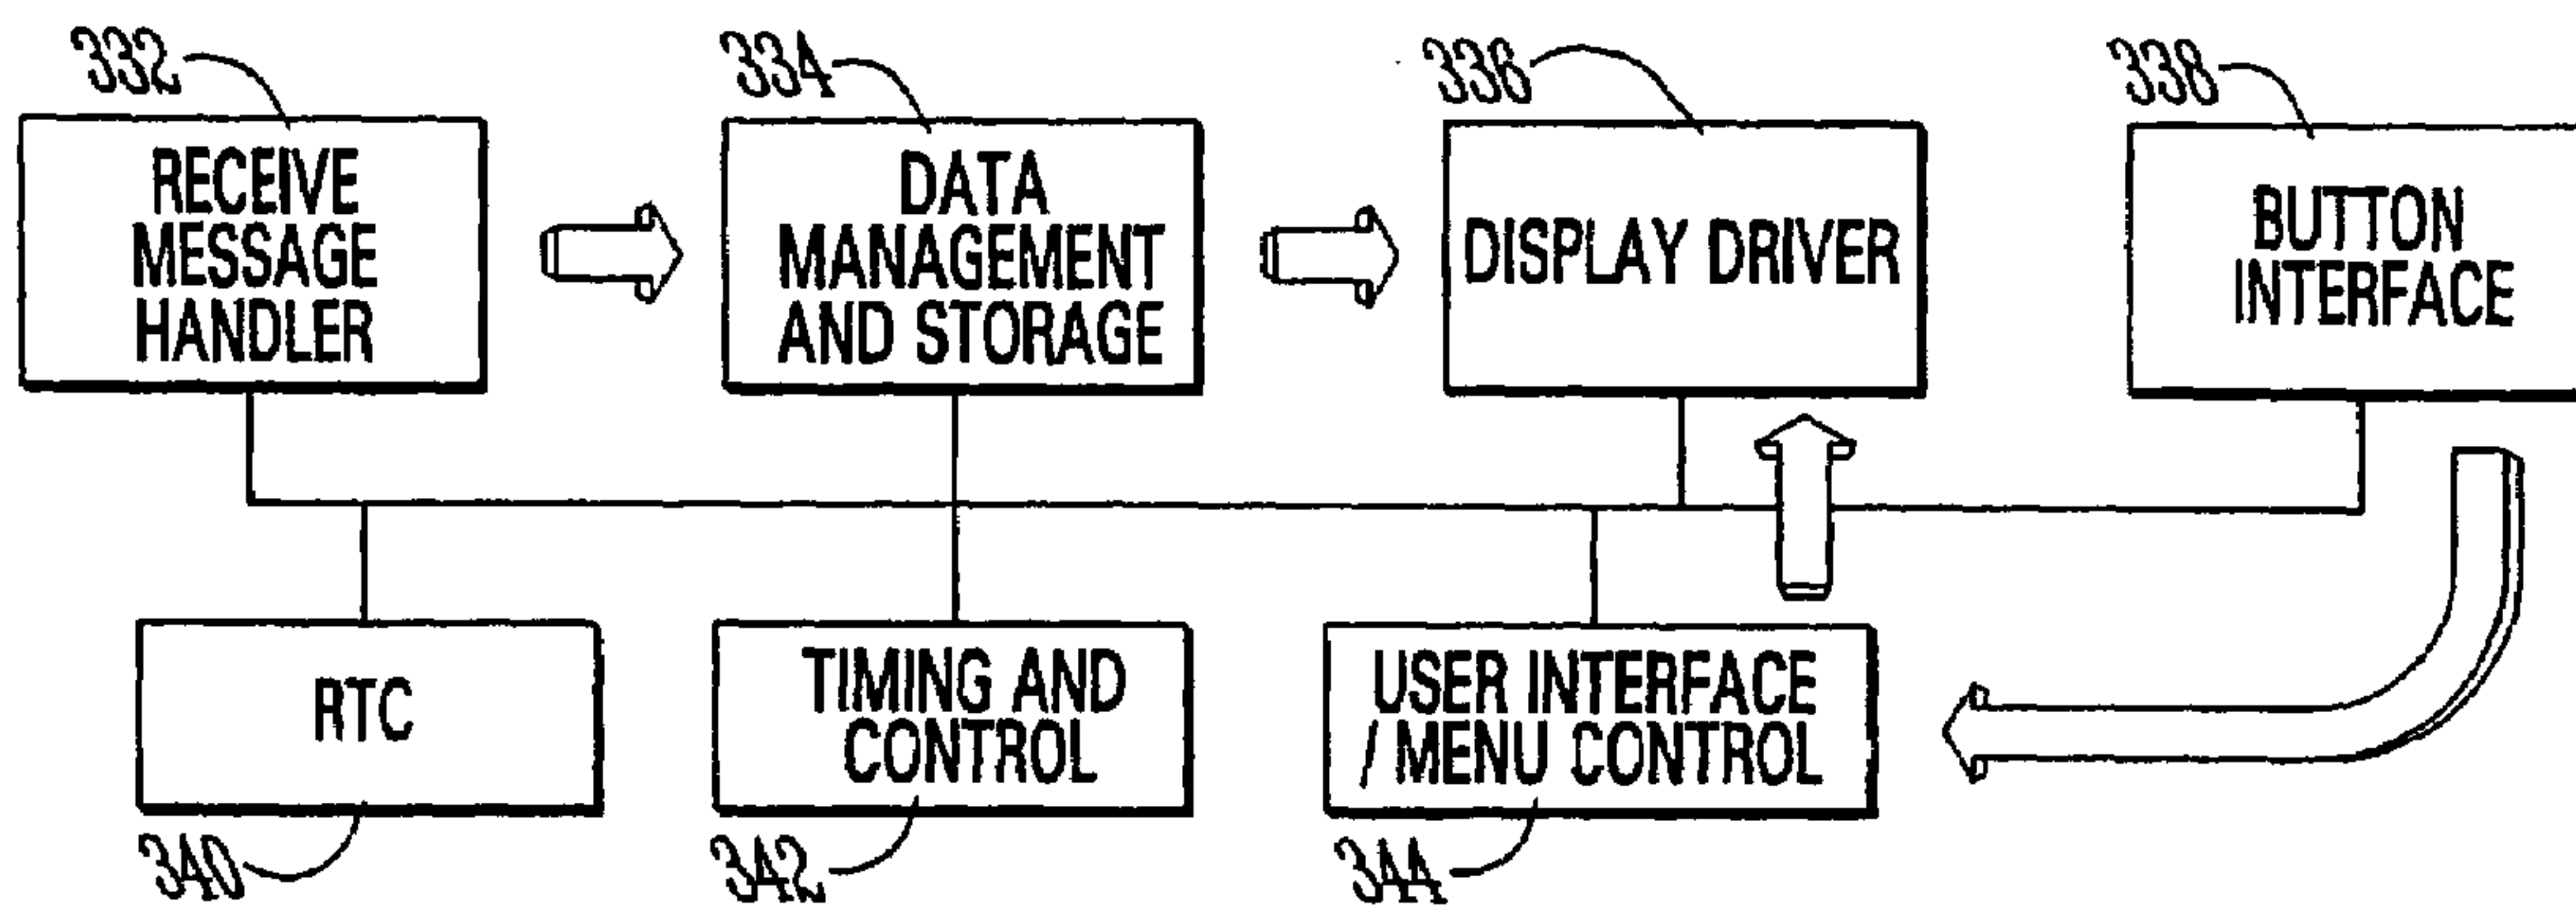 332
334
336
338
RECEIVE
MESSAGE
HANDLER
DATA
MANAGEMENT
AND STORAGE
DISPLAY DRIVER
BUTTON
INTERFACE
RTC
TIMING AND
CONTROL
USER INTERFACE
/ MENU CONTROL
340
342
344